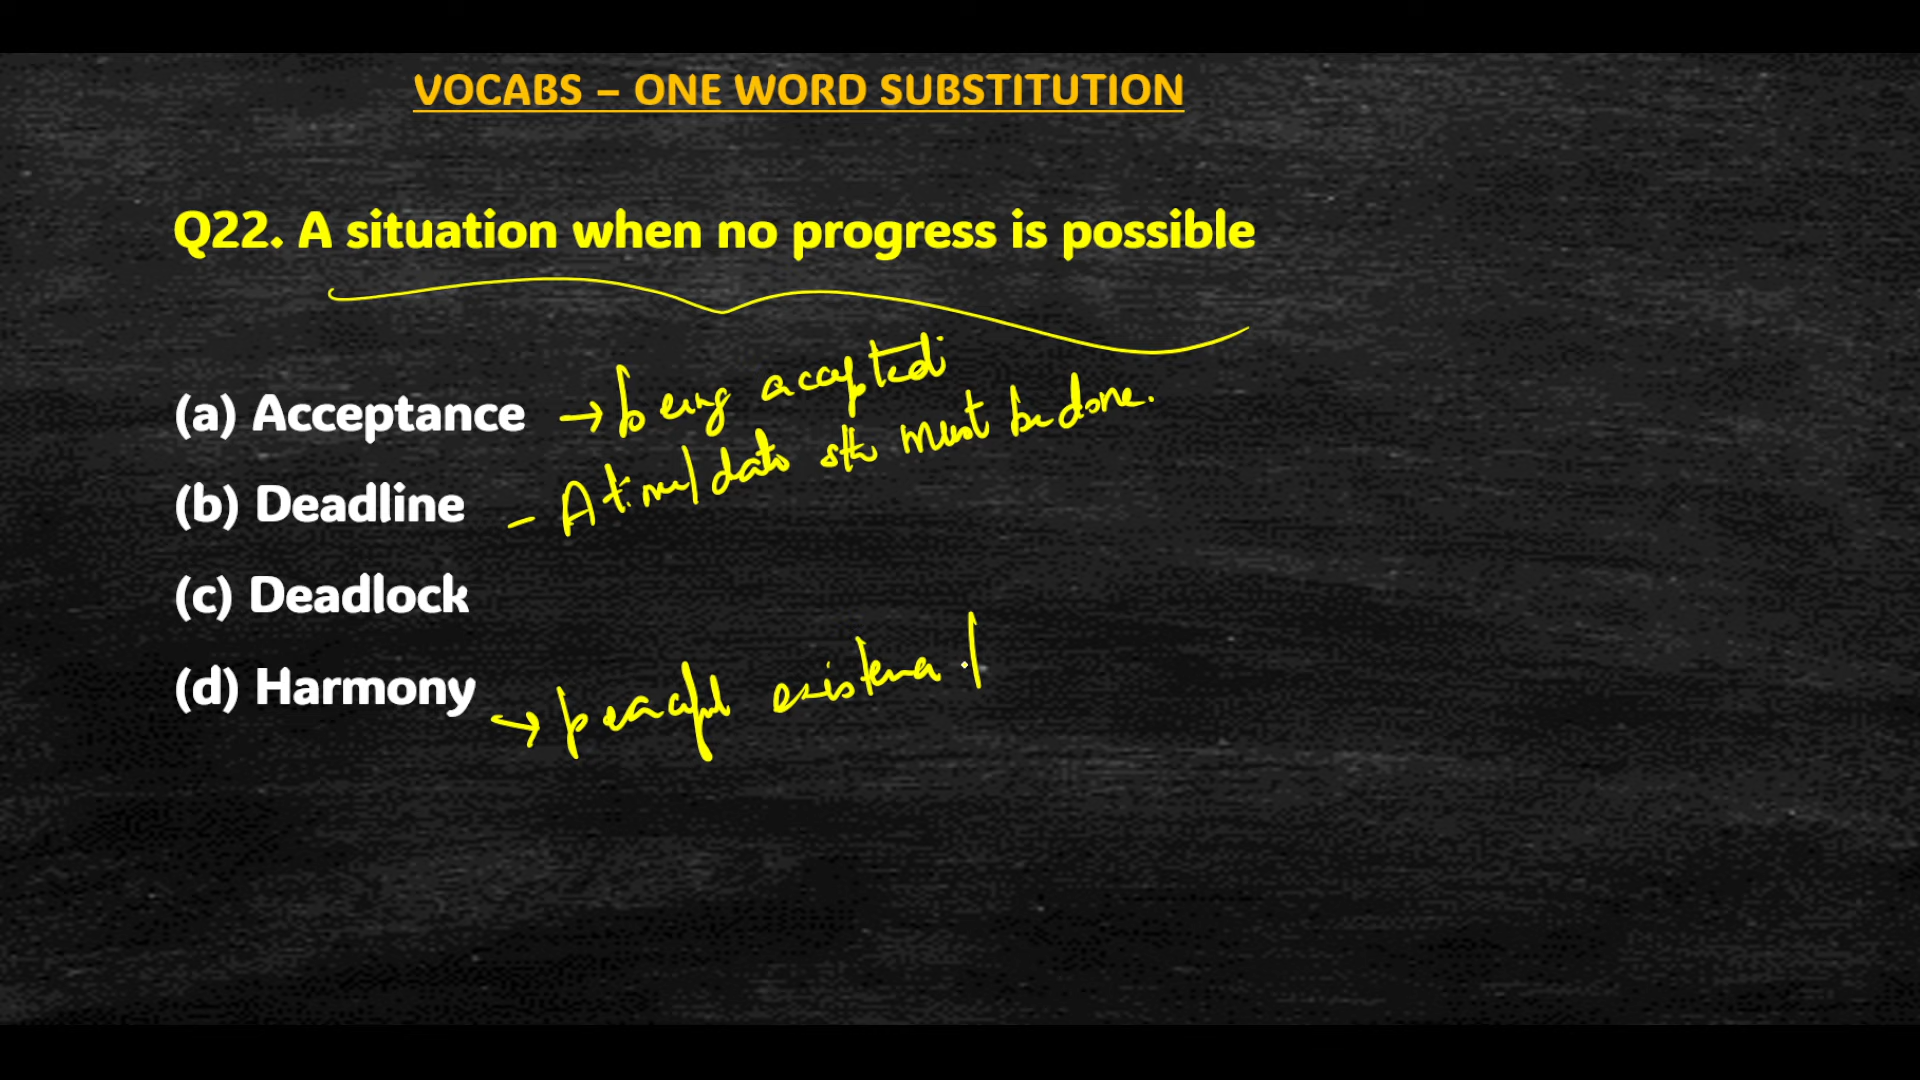 VOCABS – ONE WORD SUBSTITUTION
Q22. A situation when no progress is possible
(a) Acceptance → being accepted
(b) Deadline - A time/date sth must be done.
(c) Deadlock
(d) Harmony → peaceful existence